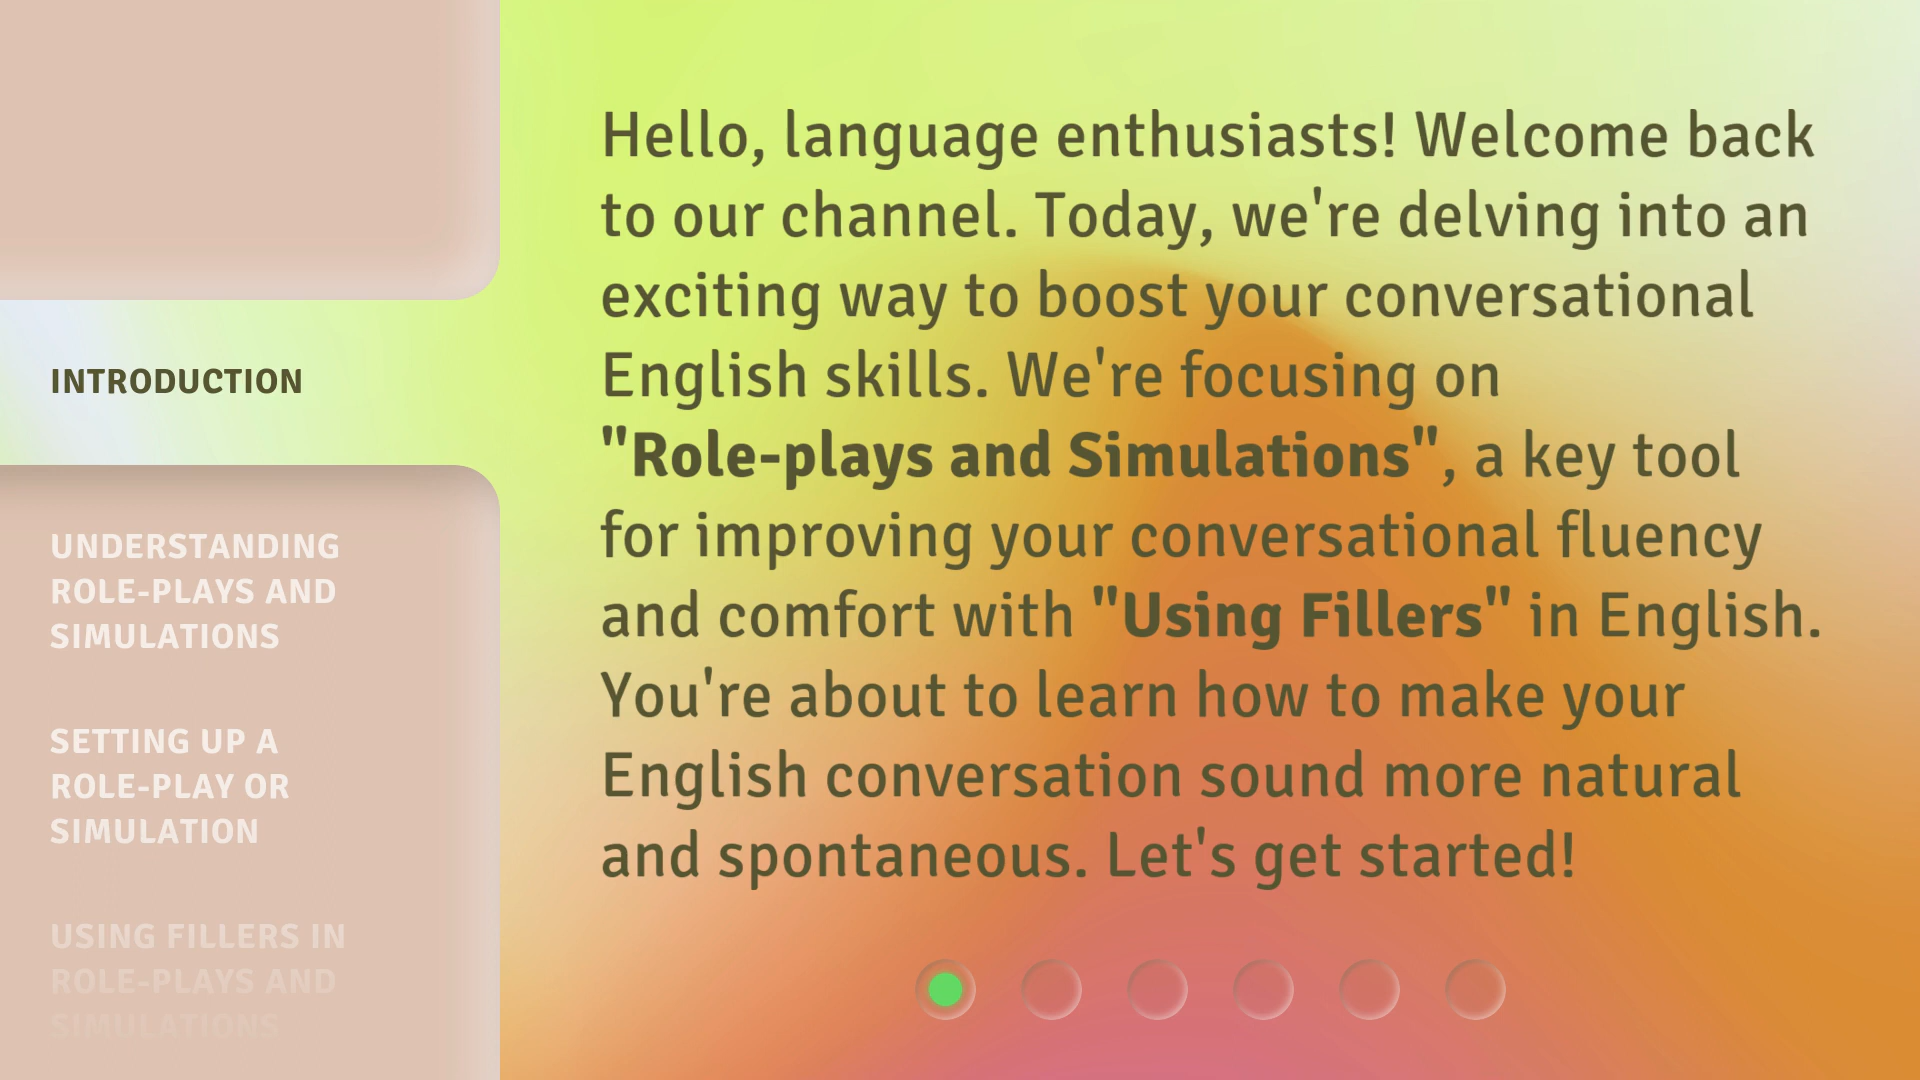 INTRODUCTION
UNDERSTANDING
ROLE-PLAYS AND
SIMULATIONS
SETTING UP A
ROLE-PLAY OR
SIMULATION
USING FILLERS IN
ROLE-PLAYS AND
SIMULATIONS
Hello, language enthusiasts! Welcome back
to our channel. Today, we're delving into an
exciting way to boost your conversational
English skills. We're focusing on
"Role-plays and Simulations", a key tool
for improving your conversational fluency
and comfort with "Using Fillers" in English.
You're about to learn how to make your
English conversation sound more natural
and spontaneous. Let's get started!